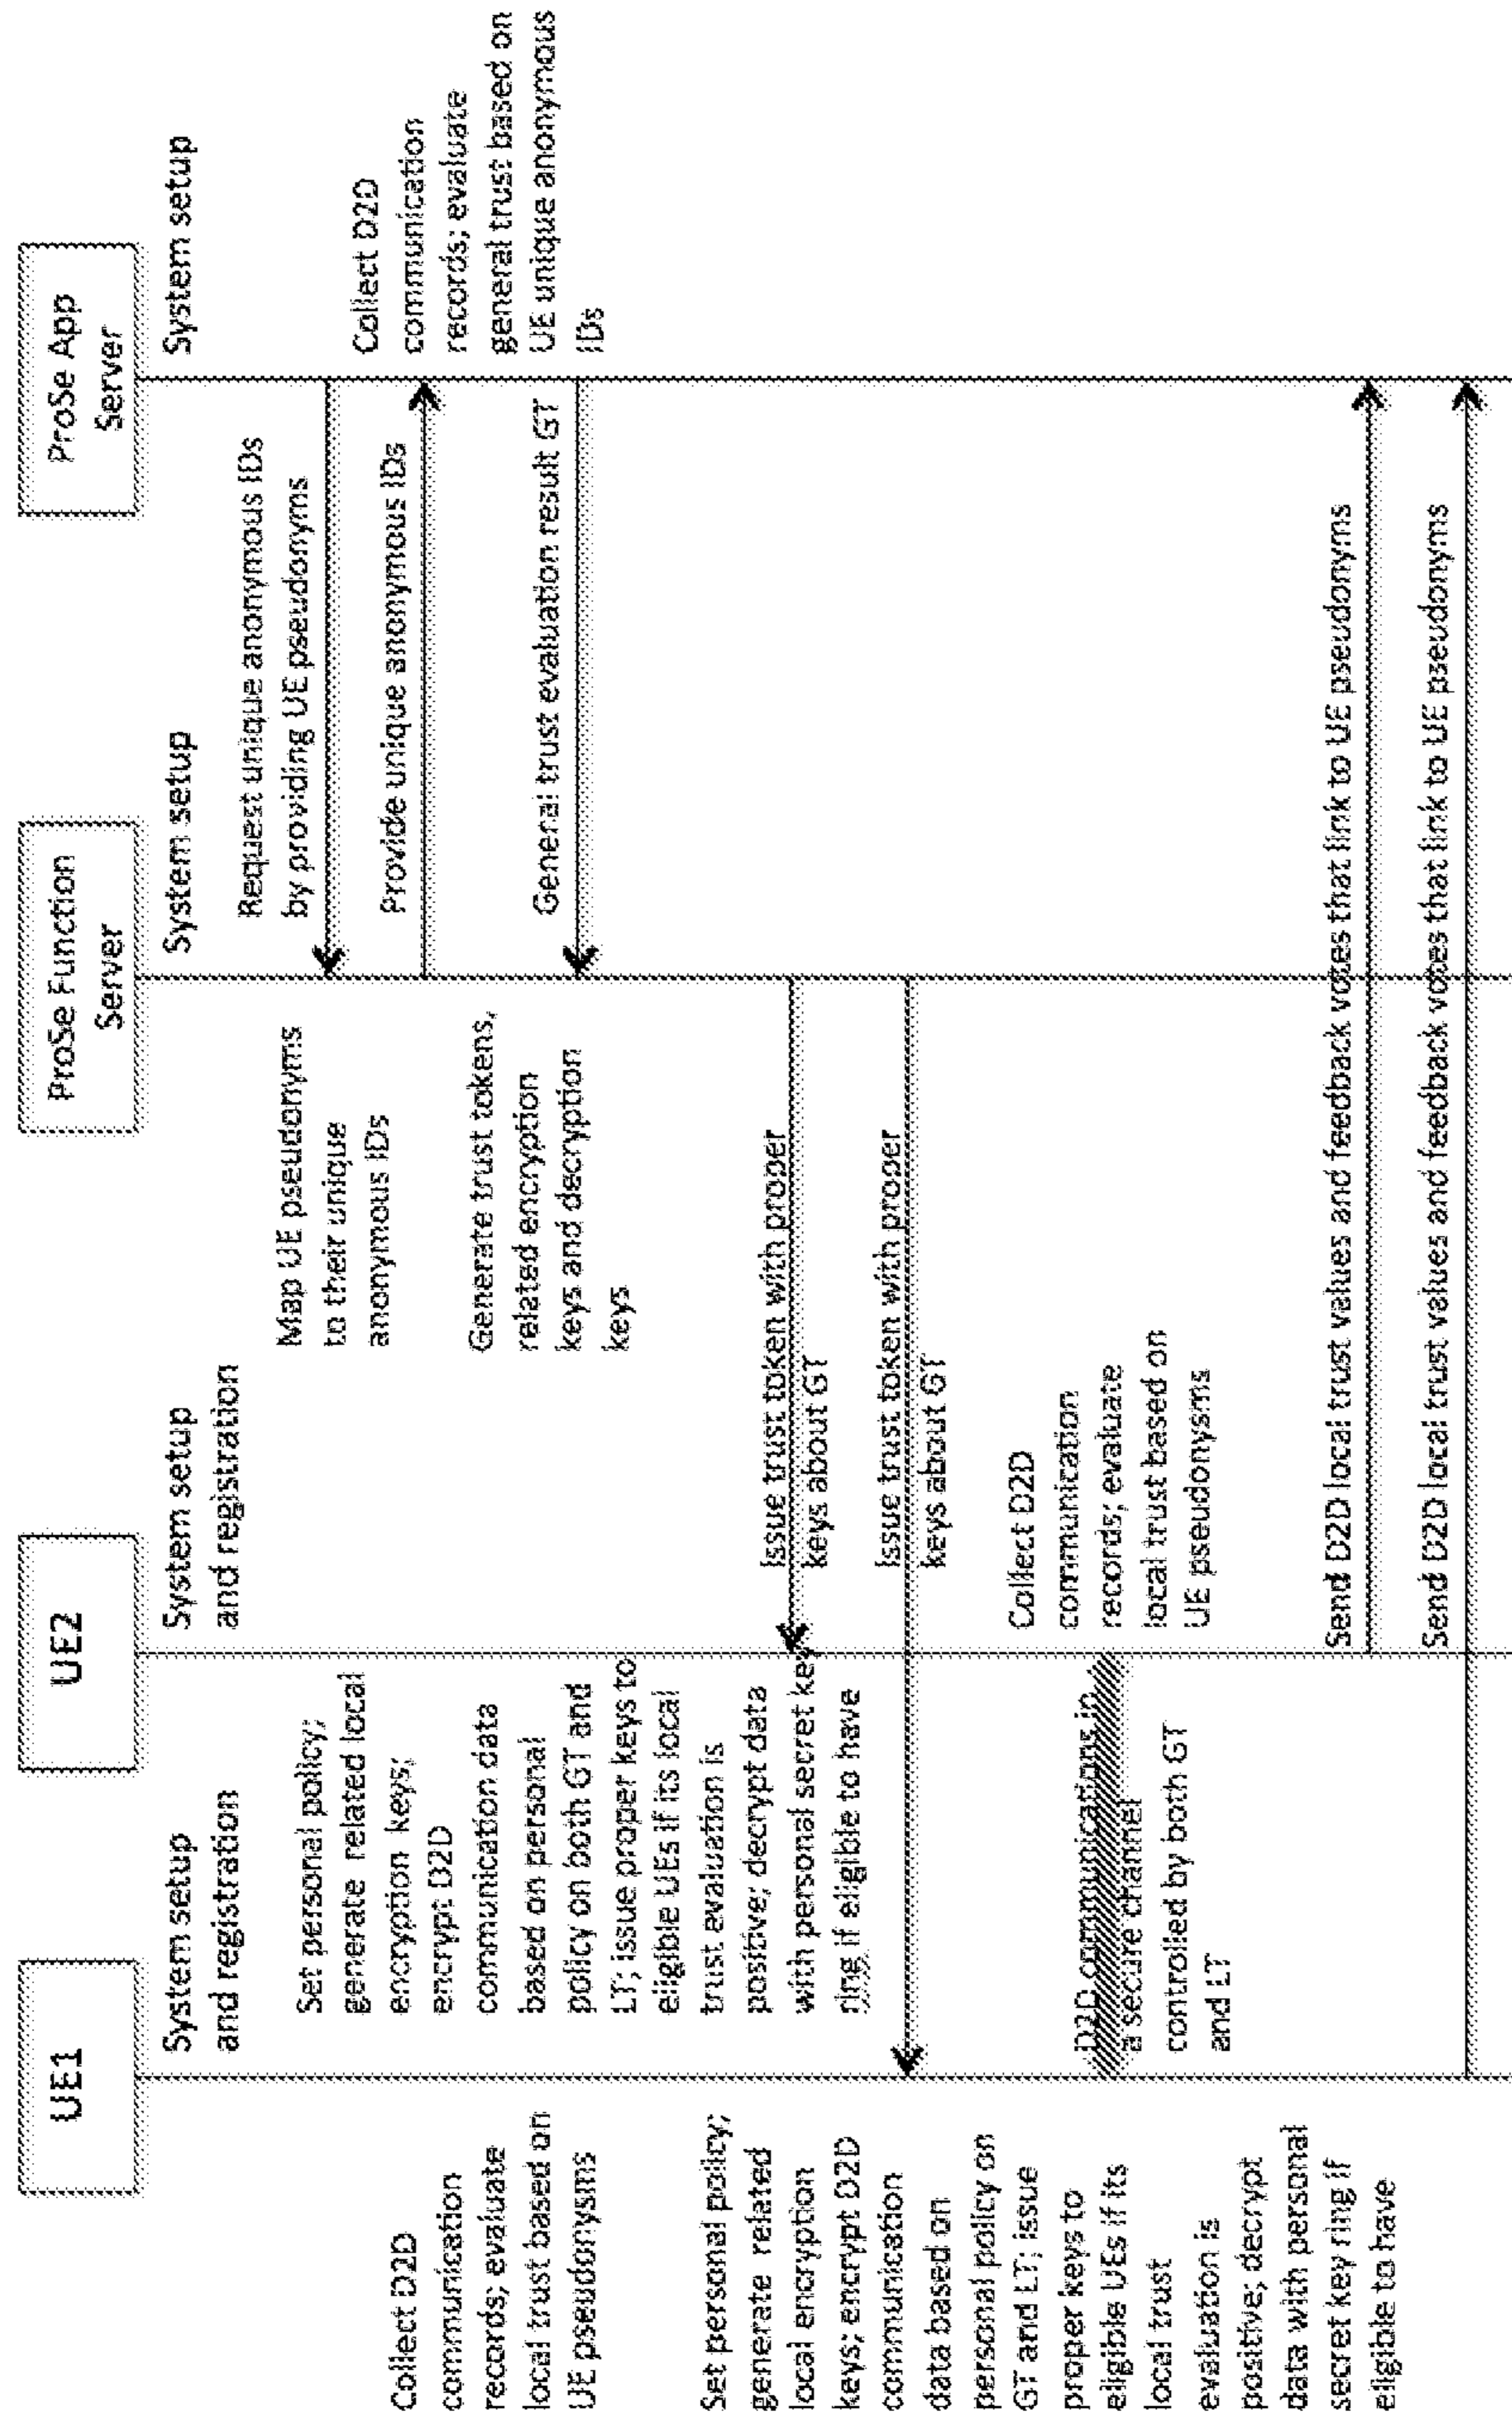 UE1
UE2
ProSe Function
Server
ProSe App
Server
System setup
and registration
System setup
and registration
System setup
System setup
Request unique anonymous IDs
by providing UE pseudonyms
Map UE pseudonyms
to their unique
anonymous IDs
Provide unique anonymous IDs
Collect D2D
communication
records; evaluate
general trust based on
UE unique anonymous
IDs
General trust evaluation result GT
Generate trust tokens,
related encryption
keys and decryption
keys
Collect D2D
communication
records; evaluate
local trust based on
UE pseudonysms
Set personal policy;
generate related local
encryption keys;
encrypt D2D
communication data
based on personal
policy on both GT and
LT; issue proper keys to
eligible UEs if its local
trust evaluation is
positive; decrypt data
with personal secret key
ring if eligible to have
Issue trust token with proper
keys about GT
Issue trust token with proper
keys about GT
Set personal policy;
generate related
local encryption
keys; encrypt D2D
communication
data based on
personal policy on
GT and LT; issue
proper keys to
eligible UEs if its
local trust
evaluation is
positive; decrypt
data with personal
secret key ring if
eligible to have
Collect D2D
communication
records; evaluate
local trust based on
UE pseudonysms
D2D communications in
a secure channel
controlled by both GT
and LT
Send D2D local trust values and feedback votes that link to UE pseudonyms
Send D2D local trust values and feedback votes that link to UE pseudonyms